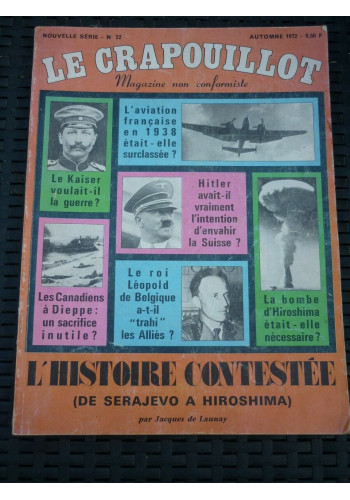 NOUVELLE SÉRIE - N° 22
AUTOMNE 1972 - 9,50 F
LE CRAPOUILLOT
Magazine non conformiste
L'aviation
française
en 1938
était-elle
surclassée ?
Le Kaiser
voulait-il
la guerre ?
Hitler
avait-il
vraiment
l'intention
d'envahir
la Suisse ?
Les Canadiens
à Dieppe :
un sacrifice
inutile ?
Le roi
Léopold
de Belgique
a-t-il
"trahi"
les Alliés ?
La bombe
d'Hiroshima
était-elle
nécessaire ?
L'HISTOIRE CONTESTÉE
(DE SERAJEVO A HIROSHIMA)
par Jacques de Launay